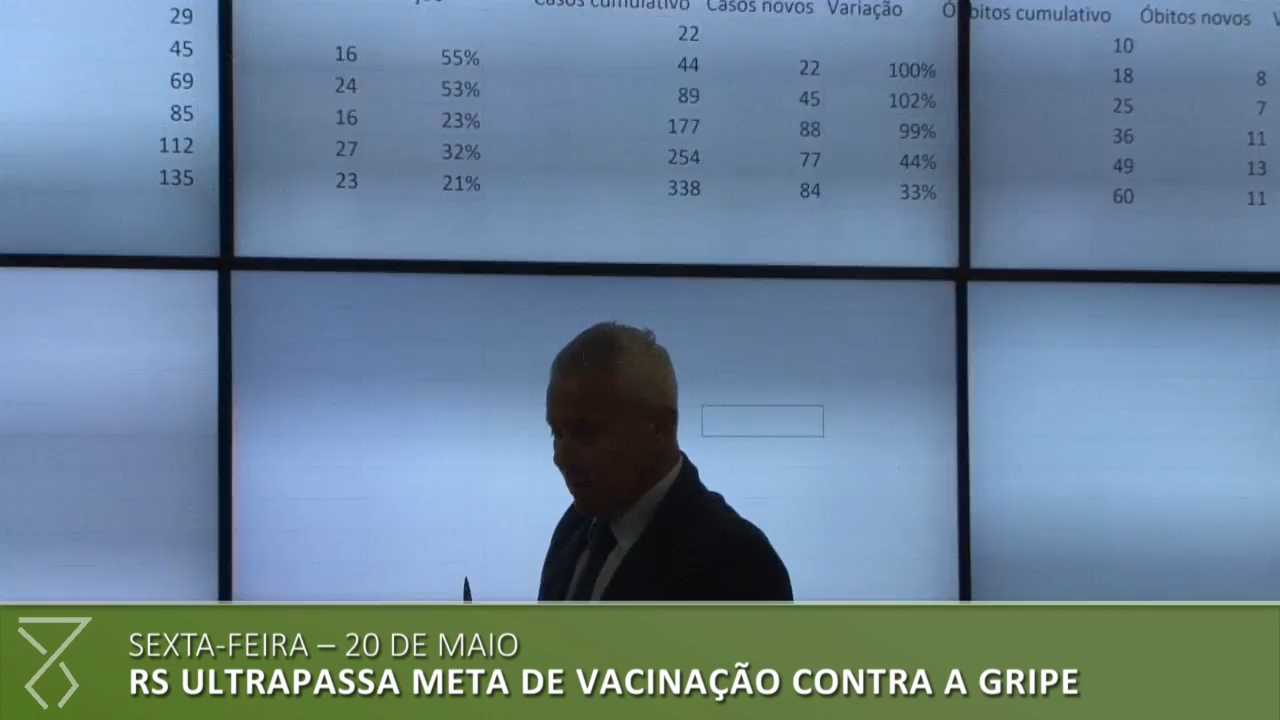 Casos cumulativo Casos novos Variação Óbitos cumulativo Óbitos novos
29 22 10
45 16 55% 44 22 100% 18 8
69 24 53% 89 45 102% 25 7
85 16 23% 177 88 99% 36 11
112 27 32% 254 77 44% 49 13
135 23 21% 338 84 33% 60 11
SEXTA-FEIRA – 20 DE MAIO
RS ULTRAPASSA META DE VACINAÇÃO CONTRA A GRIPE